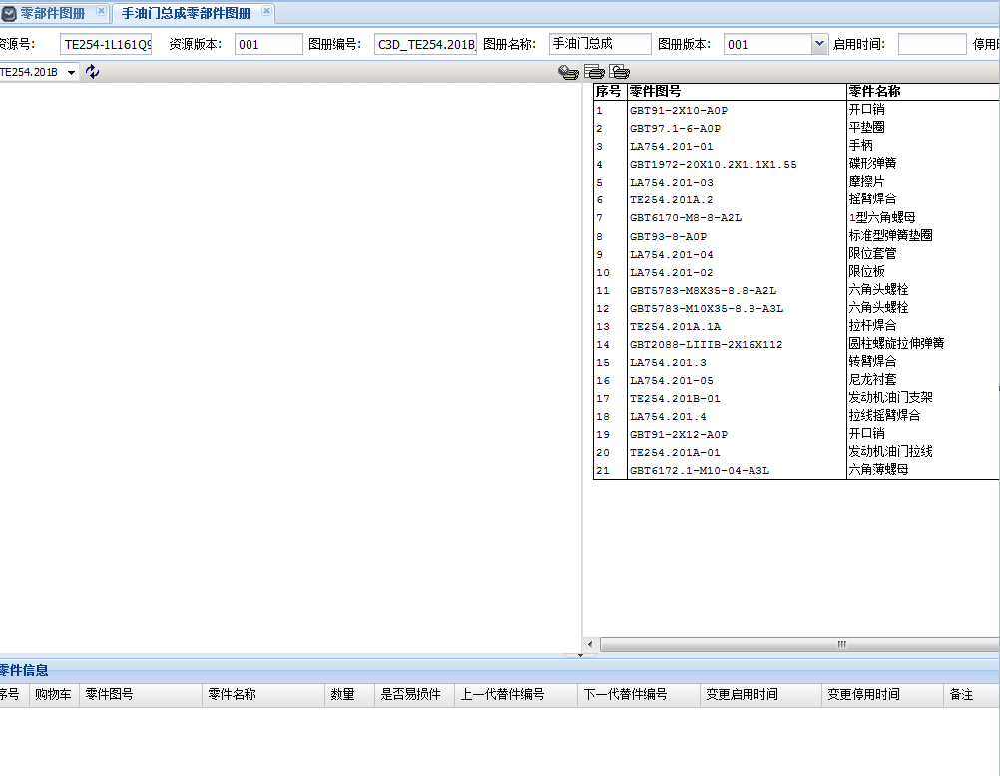 零部件图册 手油门总成零部件图册
资源号: TE254-1L161Q9 资源版本: 001 图册编号: C3D_TE254.201B 图册名称: 手油门总成 图册版本: 001 启用时间: 停用时
TE254.201B
序号 零件图号 零件名称
1 GBT91-2X10-A0P 开口销
2 GBT97.1-6-A0P 平垫圈
3 LA754.201-01 手柄
4 GBT1972-20X10.2X1.1X1.55 碟形弹簧
5 LA754.201-03 摩擦片
6 TE254.201A.2 摇臂焊合
7 GBT6170-M8-8-A2L 1型六角螺母
8 GBT93-8-A0P 标准型弹簧垫圈
9 LA754.201-04 限位套管
10 LA754.201-02 限位板
11 GBT5783-M8X35-8.8-A2L 六角头螺栓
12 GBT5783-M10X35-8.8-A3L 六角头螺栓
13 TE254.201A.1A 拉杆焊合
14 GBT2088-LIIIB-2X16X112 圆柱螺旋拉伸弹簧
15 LA754.201.3 转臂焊合
16 LA754.201-05 尼龙衬套
17 TE254.201B-01 发动机油门支架
18 LA754.201.4 拉线摇臂焊合
19 GBT91-2X12-A0P 开口销
20 TE254.201A-01 发动机油门拉线
21 GBT6172.1-M10-04-A3L 六角薄螺母
零件信息
序号 购物车 零件图号 零件名称 数量 是否易损件 上一代替件编号 下一代替件编号 变更启用时间 变更停用时间 备注